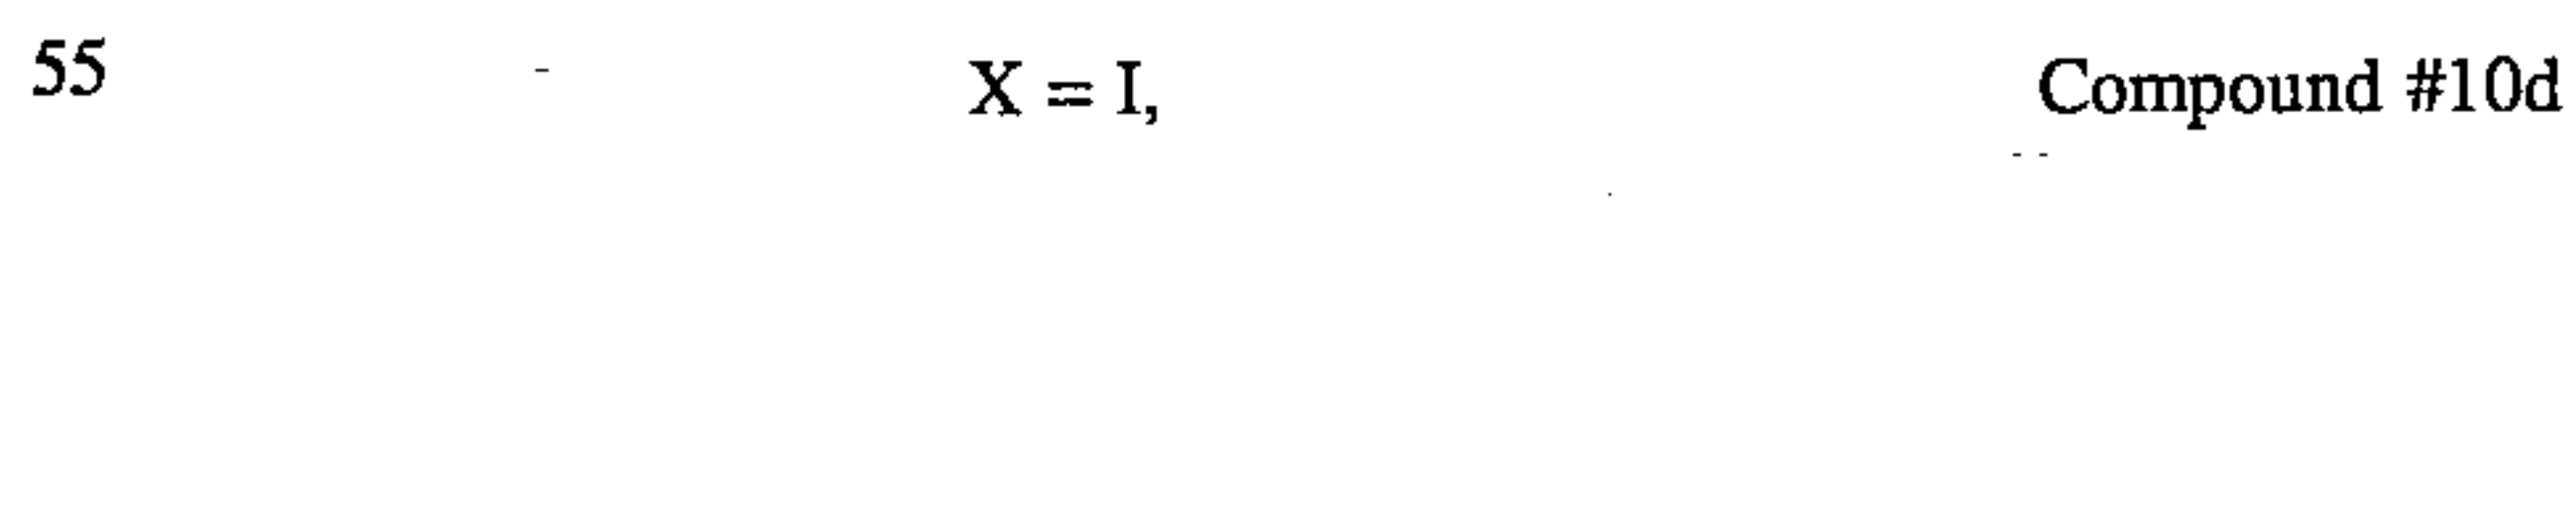 55 X = I, Compound #10d